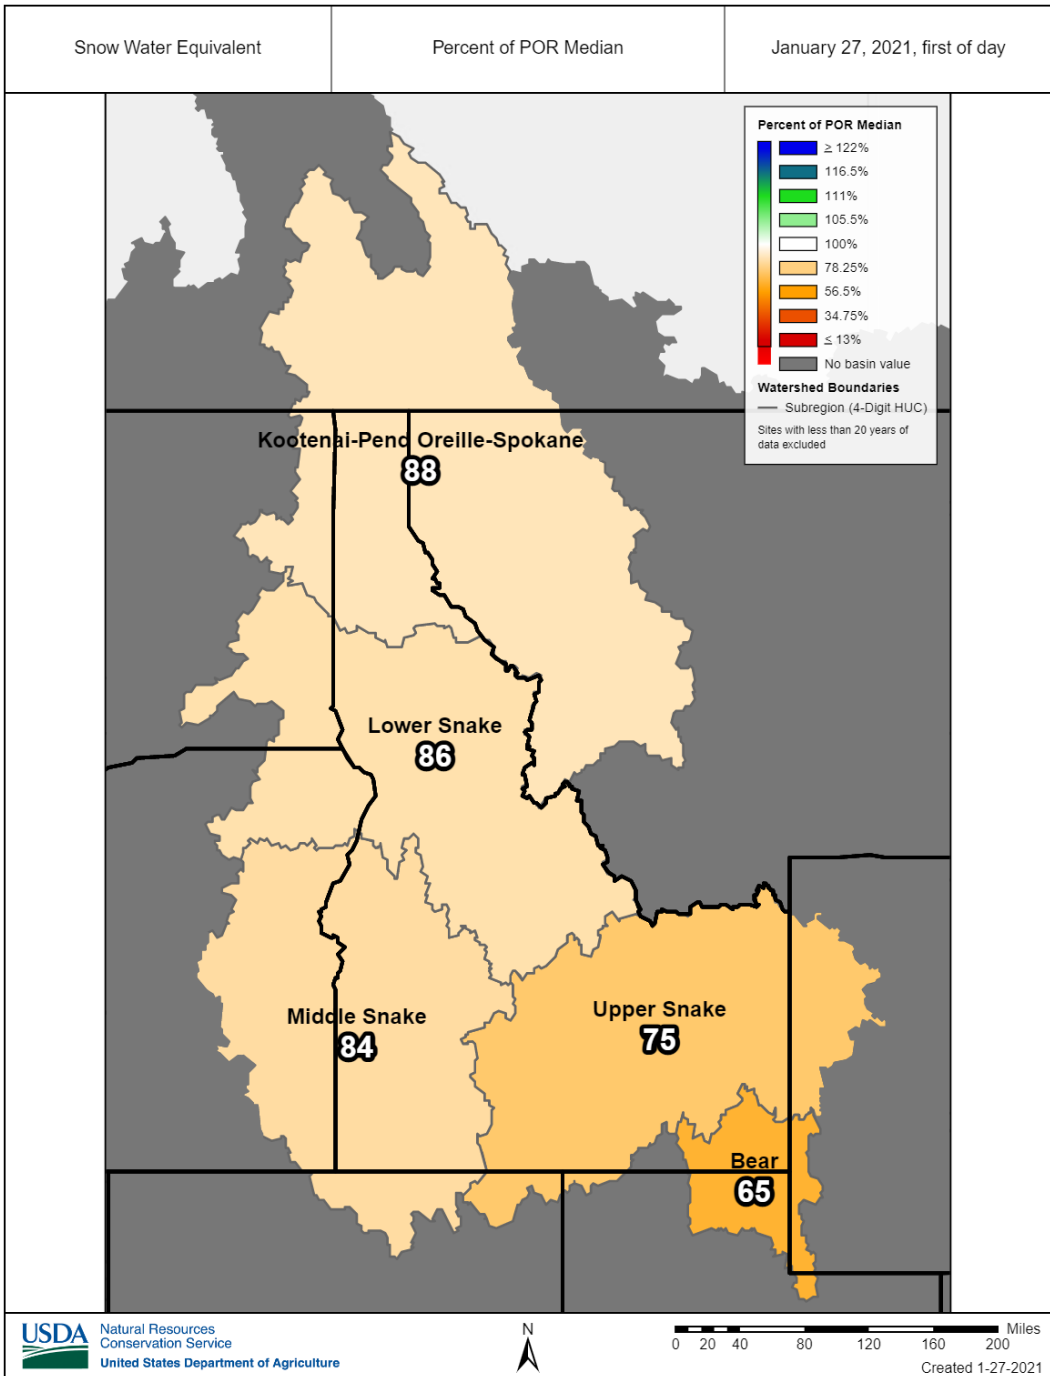 Snow Water Equivalent
Percent of POR Median
January 27, 2021, first of day
Percent of POR Median
≥ 122%
116.5%
111%
105.5%
100%
78.25%
56.5%
34.75%
≤ 13%
No basin value
Watershed Boundaries
Subregion (4-Digit HUC)
Sites with less than 20 years of
data excluded
Kootenai-Pend Oreille-Spokane
88
Lower Snake
86
Middle Snake
84
Upper Snake
75
Bear
65
USDA
Natural Resources
Conservation Service
United States Department of Agriculture
N
Miles
0 20 40 80 120 160 200
Created 1-27-2021